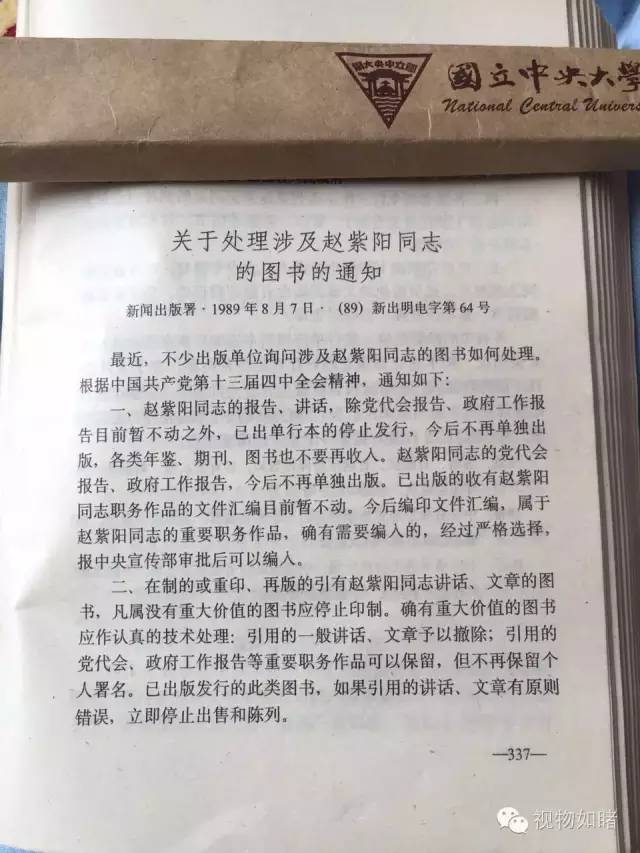 國立中央大學
National Central Univers
关于处理涉及赵紫阳同志
的图书的通知
新闻出版署·1989年8月7日·(89)新出明电字第64号
最近，不少出版单位询问涉及赵紫阳同志的图书如何处理。
根据中国共产党第十三届四中全会精神，通知如下：
一、赵紫阳同志的报告、讲话，除党代会报告、政府工作报
告目前暂不动之外，已出单行本的停止发行，今后不再单独出
版，各类年鉴、期刊、图书也不要再收入。赵紫阳同志的党代会
报告、政府工作报告，今后不再单独出版。已出版的收有赵紫阳
同志职务作品的文件汇编目前暂不动。今后编印文件汇编，属于
赵紫阳同志的重要职务作品，确有需要编入的，经过严格选择，
报中央宣传部审批后可以编入。
二、在制的或重印、再版的引有赵紫阳同志讲话、文章的图
书，凡属没有重大价值的图书应停止印制。确有重大价值的图书
应作认真的技术处理：引用的一般讲话、文章予以撤除；引用的
党代会、政府工作报告等重要职务作品可以保留，但不再保留个
人署名。已出版发行的此类图书，如果引用的讲话、文章有原则
错误，立即停止出售和陈列。
—337—
视物如睹